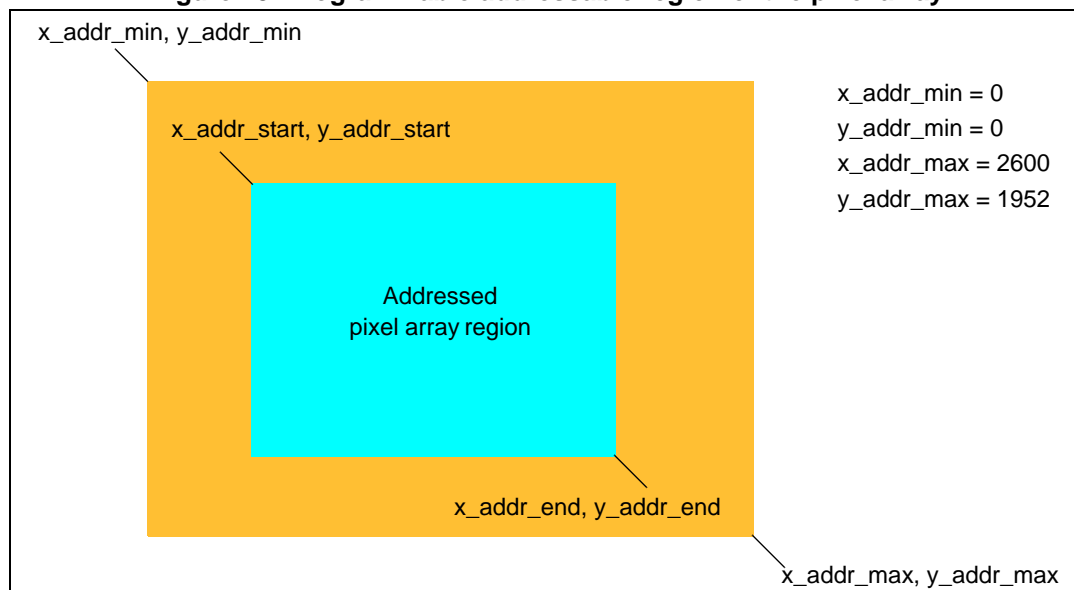 x_addr_min, y_addr_min
x_addr_min = 0
y_addr_min = 0
x_addr_max = 2600
y_addr_max = 1952
x_addr_start, y_addr_start
Addressed
pixel array region
x_addr_end, y_addr_end
x_addr_max, y_addr_max